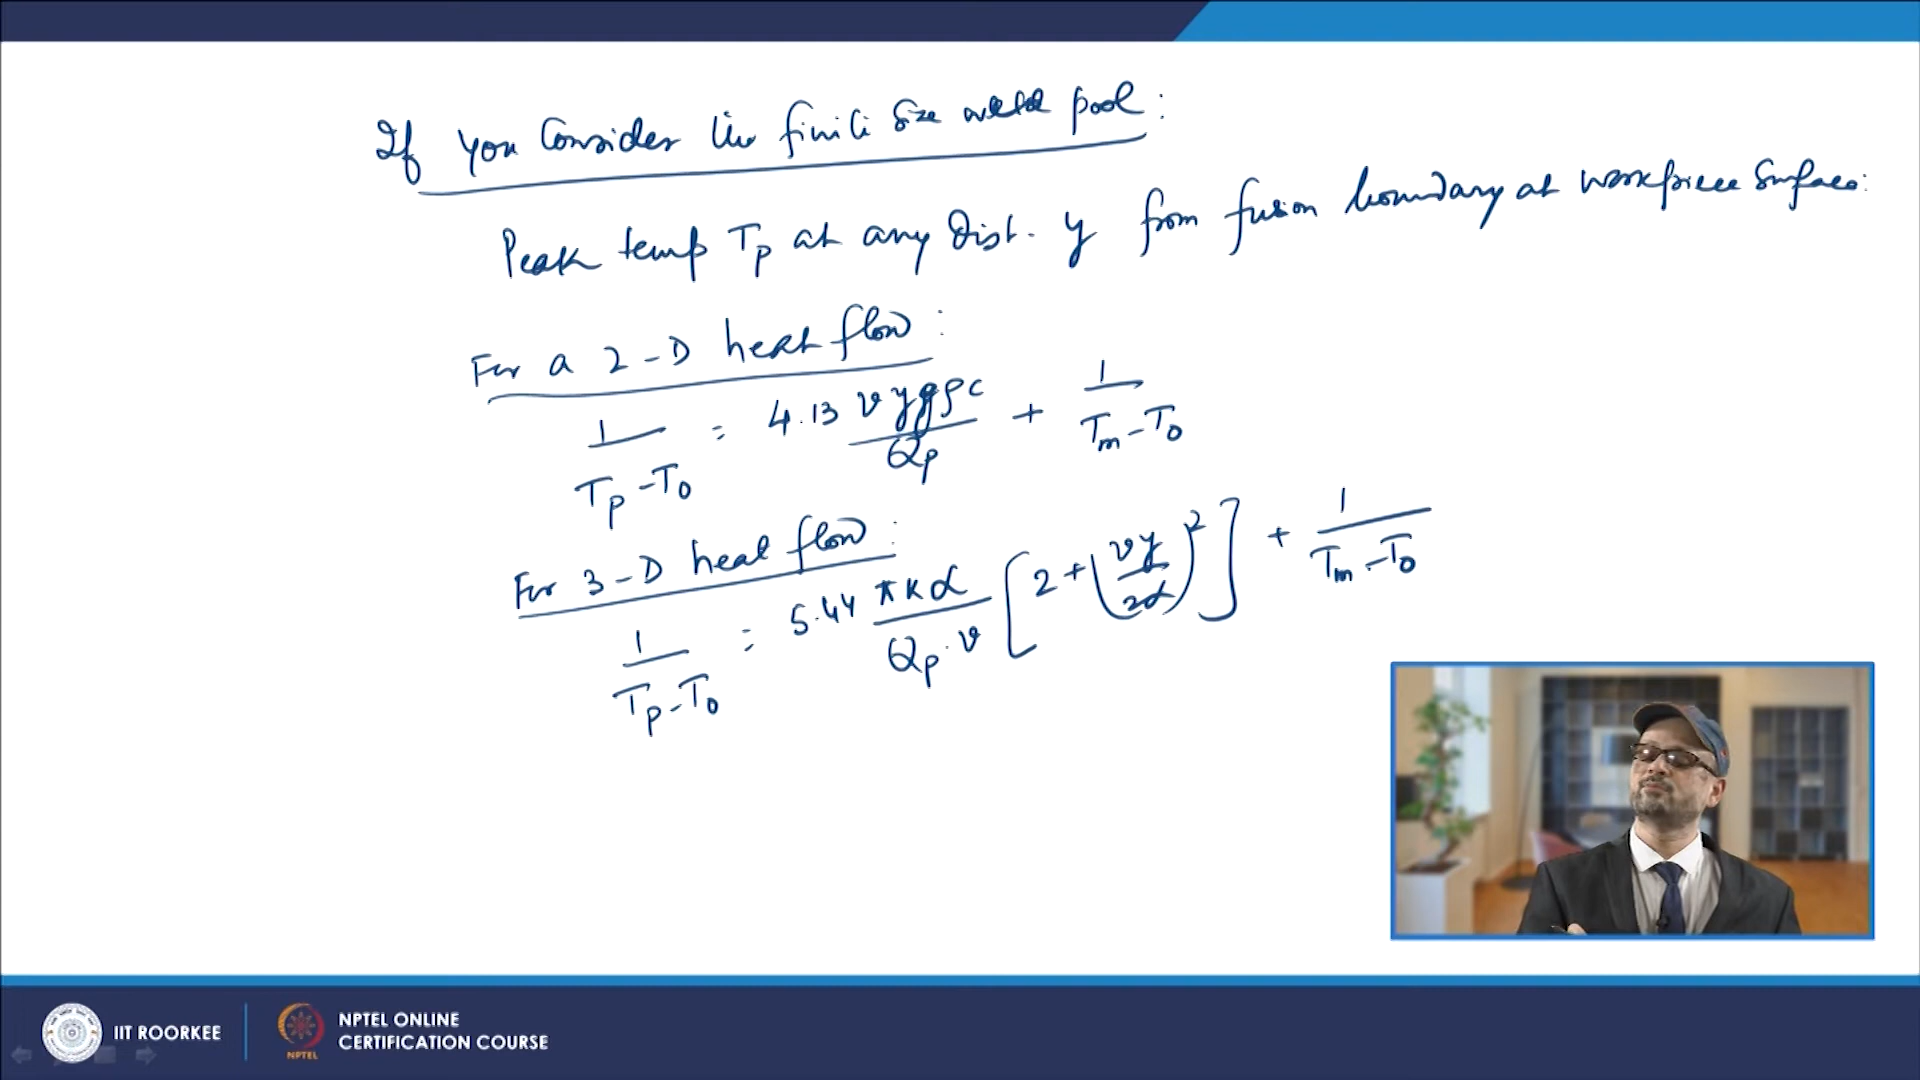 If you consider the finite size weld pool:
Peak temp Tp at any Dist. y from fusion boundary at workpiece surface:
For a 2-D heat flow:
1/(Tp-T0) = 4.13 vygρc/Qp + 1/(Tm-T0)
For 3-D heat flow:
1/(Tp-T0) = 5.44 πKα/(Qp.v) [2+(vy/2α)²] + 1/(Tm-T0)
IIT ROORKEE
NPTEL
NPTEL ONLINE
CERTIFICATION COURSE